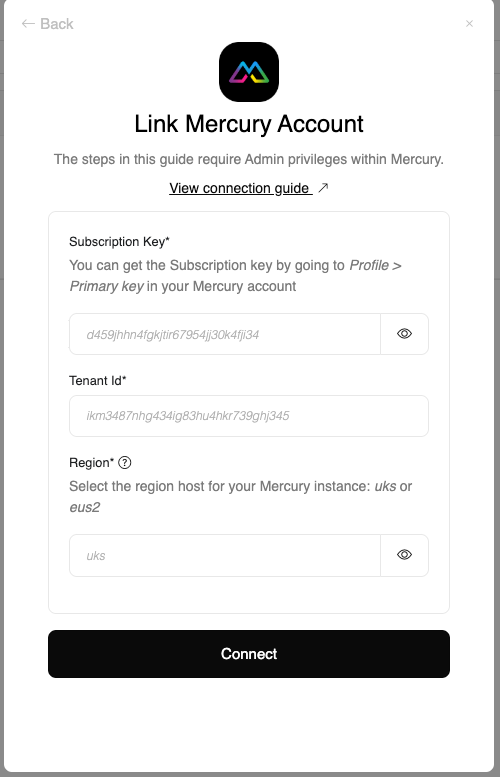 ← Back
×
Link Mercury Account
The steps in this guide require Admin privileges within Mercury.
View connection guide ↗
Subscription Key*
You can get the Subscription key by going to Profile >
Primary key in your Mercury account
d459jhhn4fgkjtir67954jj30k4fji34
Tenant Id*
ikm3487nhg434ig83hu4hkr739ghj345
Region* ?
Select the region host for your Mercury instance: uks or
eus2
uks
Connect